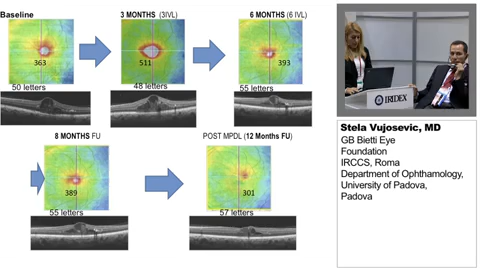 Baseline
3 MONTHS (3IVL)
6 MONTHS (6 IVL)
363
511
393
50 letters
48 letters
55 letters
8 MONTHS FU
POST MPDL (12 Months FU)
389
301
55 letters
57 letters
IRIDEX
Stela Vujosevic, MD
GB Bietti Eye
Foundation
IRCCS, Roma
Department of Ophthamology,
University of Padova,
Padova